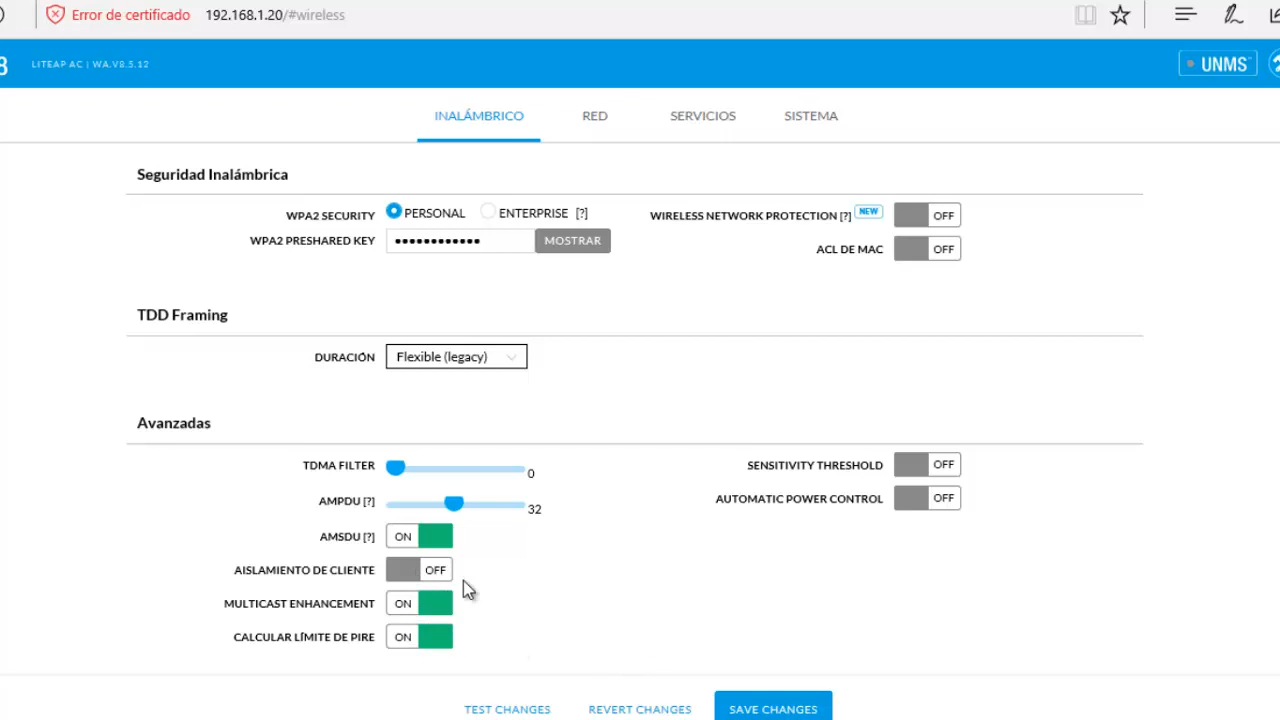 Error de certificado 192.168.1.20/#wireless
8 LITEAP AC | WA.V8.5.12 UNMS
INALÁMBRICO RED SERVICIOS SISTEMA
Seguridad Inalámbrica
WPA2 SECURITY PERSONAL ENTERPRISE [?] WIRELESS NETWORK PROTECTION [?] NEW OFF
WPA2 PRESHARED KEY •••••••••••• MOSTRAR ACL DE MAC OFF
TDD Framing
DURACIÓN Flexible (legacy)
Avanzadas
TDMA FILTER 0 SENSITIVITY THRESHOLD OFF
AMPDU [?] 32 AUTOMATIC POWER CONTROL OFF
AMSDU [?] ON
AISLAMIENTO DE CLIENTE OFF
MULTICAST ENHANCEMENT ON
CALCULAR LÍMITE DE PIRE ON
TEST CHANGES REVERT CHANGES SAVE CHANGES